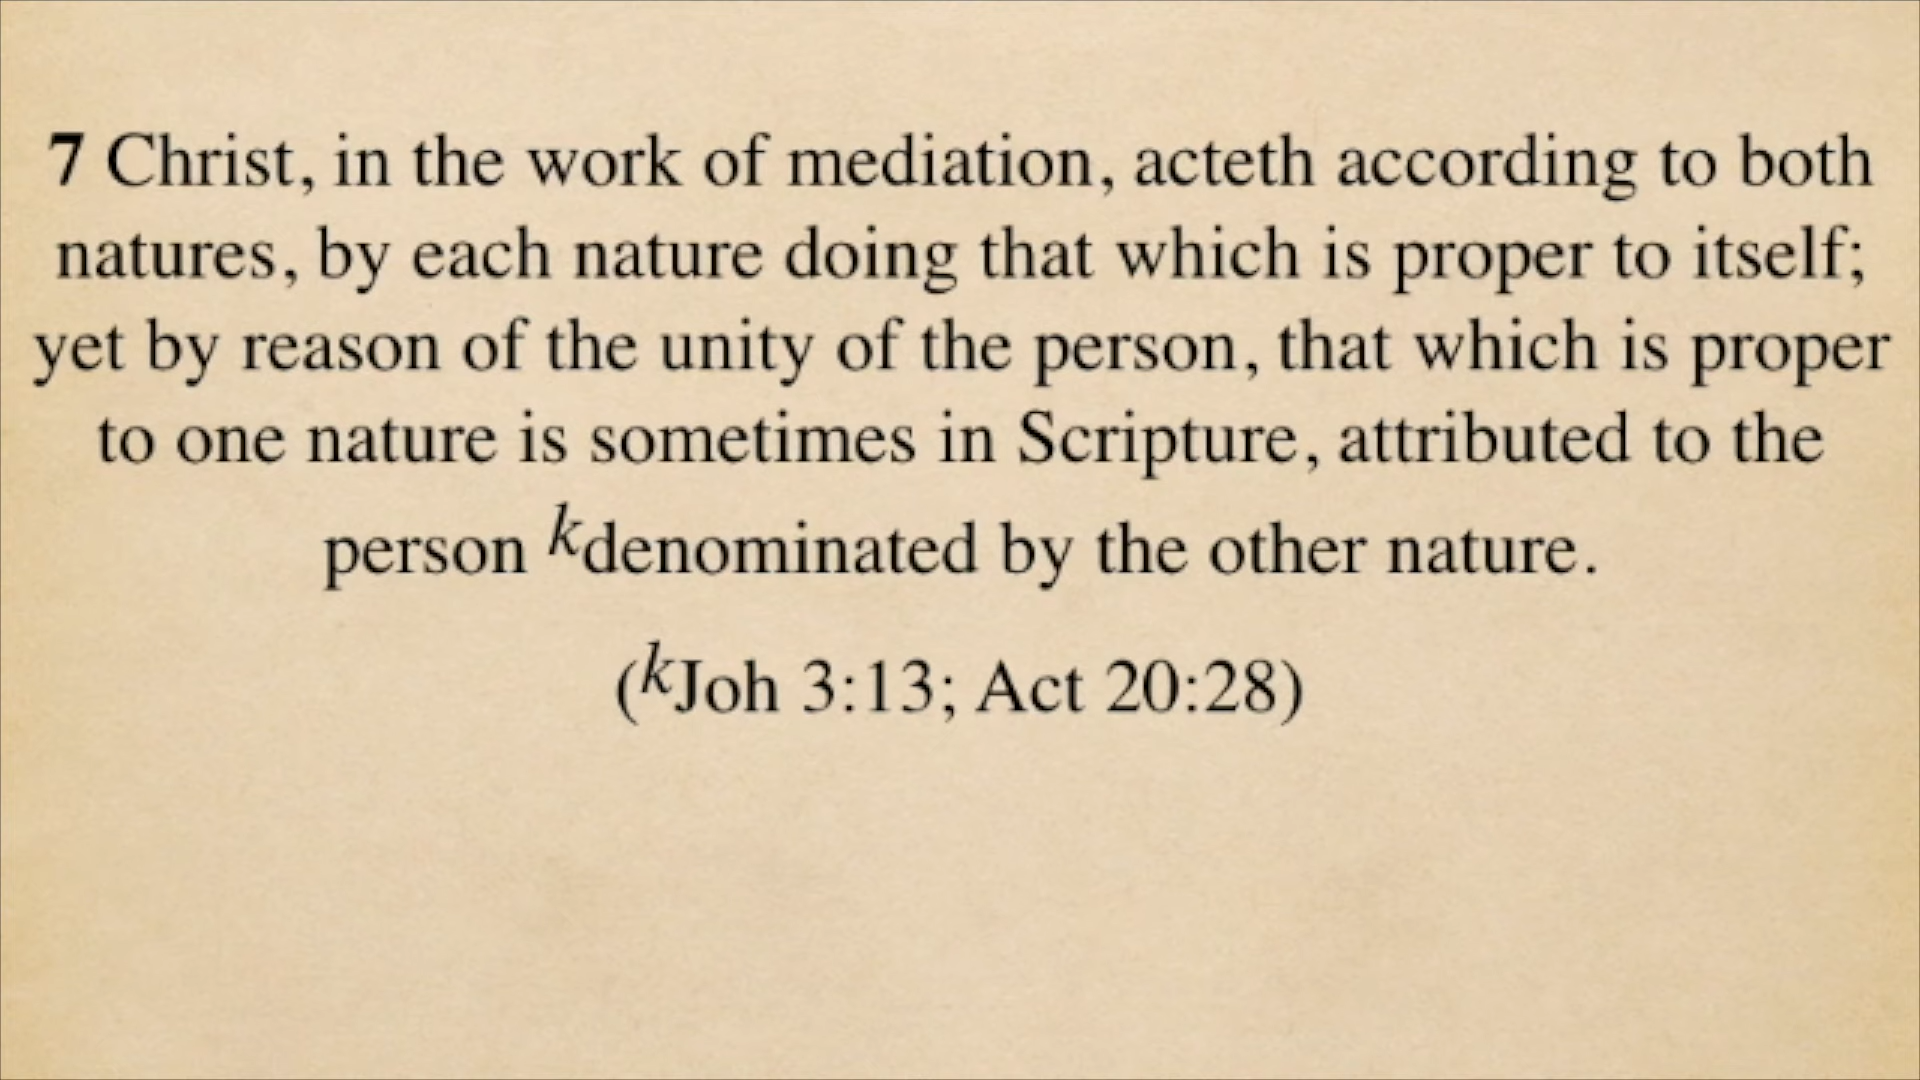 7 Christ, in the work of mediation, acteth according to both
natures, by each nature doing that which is proper to itself;
yet by reason of the unity of the person, that which is proper
to one nature is sometimes in Scripture, attributed to the
person kdenominated by the other nature.
(kJoh 3:13; Act 20:28)